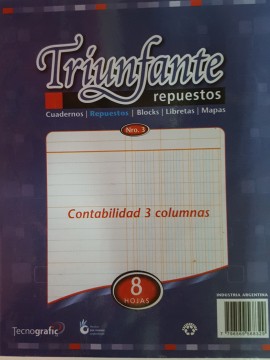 Triunfante
repuestos
Cuadernos | Repuestos | Blocks | Libretas | Mapas
Nro. 3
Contabilidad 3 columnas
8
HOJAS
INDUSTRIA ARGENTINA
Tecnografic